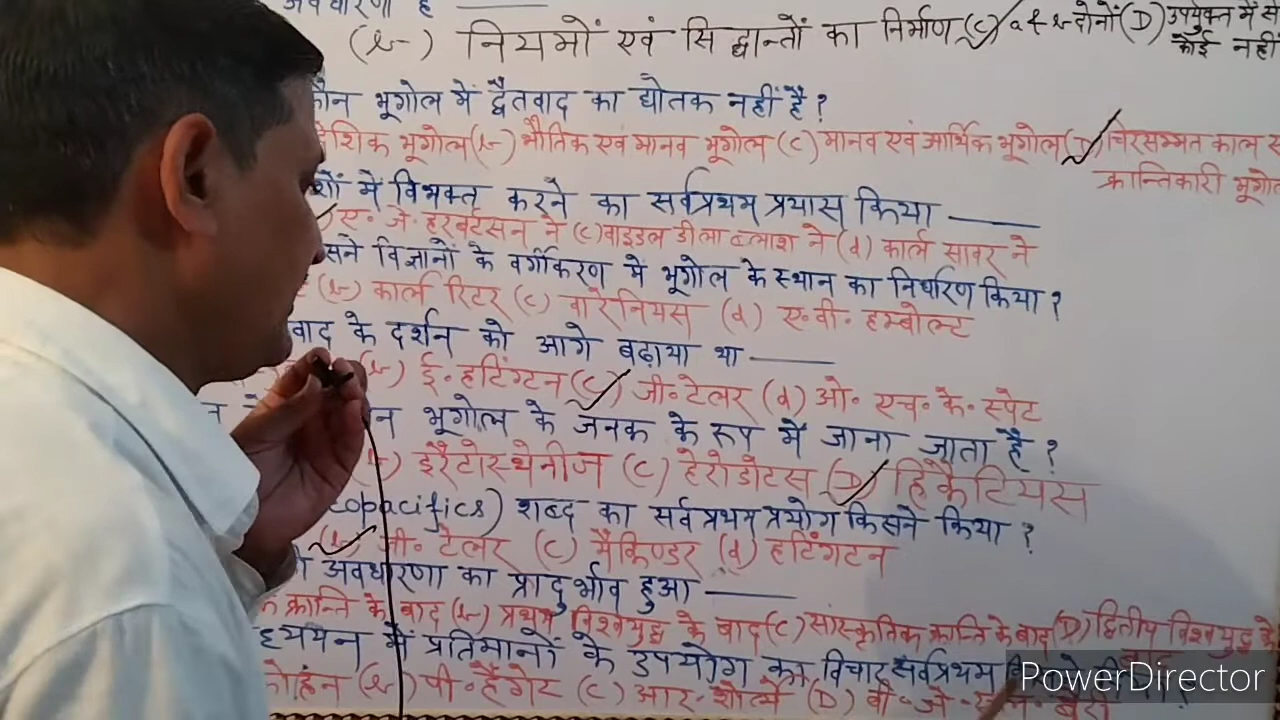 अवधारणा है
(b) नियमों एवं सिद्धान्तों का निर्माण (C) a & b दोनों (D) उपर्युक्त में से कोई नहीं
कौन भूगोल में द्वैतवाद का द्योतक नहीं है ?
देशिक भूगोल (b) भौतिक एवं मानव भूगोल (C) मानव एवं आर्थिक भूगोल (D) चिरसम्मत काल
क्रान्तिकारी भूगोल
में विभक्त करने का सर्वप्रथम प्रयास किया
ए. जे. हरबर्टसन ने (c) वाइडल डी ला ब्लाश ने (d) कार्ल सावर ने
सने विज्ञानों के वर्गीकरण में भूगोल के स्थान का निर्धारण किया ?
(b) कार्ल रिटर (c) वारेनियस (d) ए. वी. हम्बोल्ट
वाद के दर्शन को आगे बढ़ाया था
(b) ई. हटिंग्टन (C) जी. टेलर (d) ओ. एच. के. स्पेट
न भूगोल के जनक के रूप में जाना जाता है ?
(b) इरैटोस्थेनीज (C) हेरोडोटस (D) हिकैटियस
copacifics) शब्द का सर्वप्रथम प्रयोग किसने किया ?
(b) जी. टेलर (C) मैकिण्डर (d) हटिंगटन
अवधारणा का प्रादुर्भाव हुआ
क्रान्ति के बाद (b) प्रथम विश्वयुद्ध के बाद (C) सांस्कृतिक क्रान्ति के बाद (D) द्वितीय विश्वयुद्ध के बाद
ध्ययन में प्रतिमानों के उपयोग का विचार सर्वप्रथम
(b) पी. हैगेट (C) आर. शोर्ले (D) बी. जे. एल. बेरी
PowerDirector